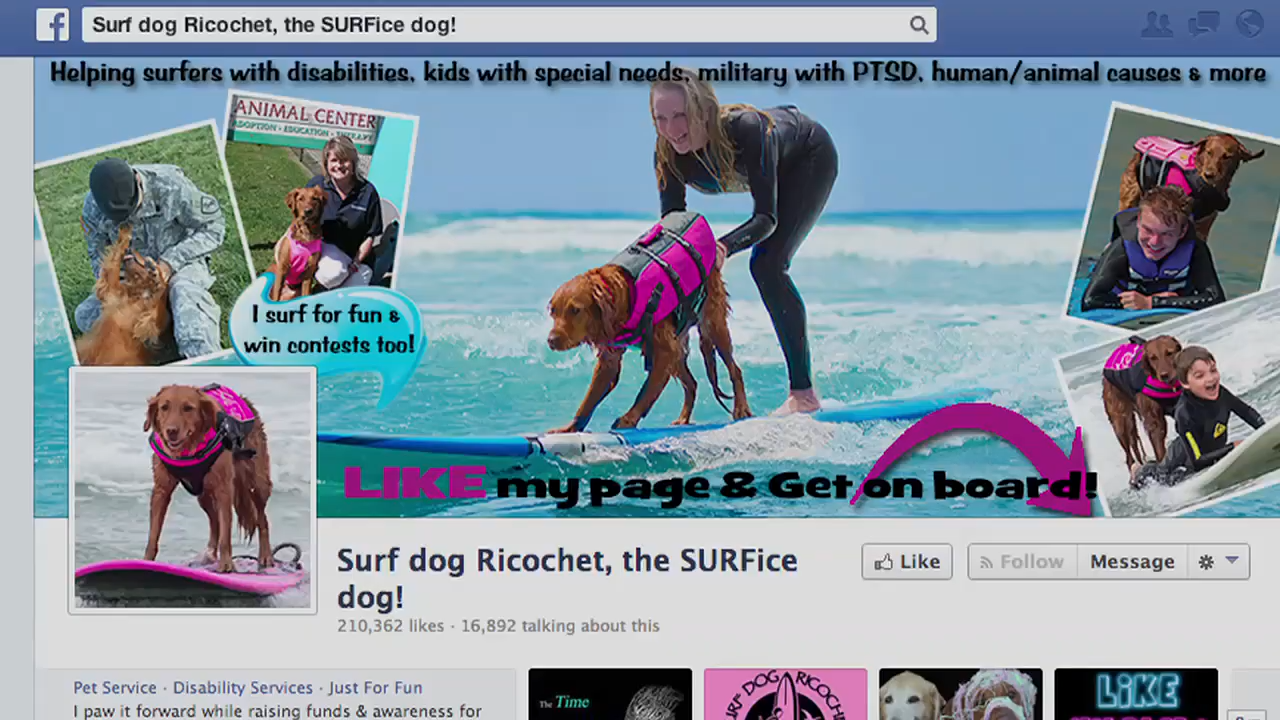 Surf dog Ricochet, the SURFice dog!
Helping surfers with disabilities, kids with special needs, military with PTSD, human/animal causes & more
ANIMAL CENTER
ADOPTION · EDUCATION · THERAPY
I surf for fun &
win contests too!
LIKE my page & Get on board!
Surf dog Ricochet, the SURFice
dog!
Like
Follow
Message
210,362 likes · 16,892 talking about this
Pet Service · Disability Services · Just For Fun
I paw it forward while raising funds & awareness for
The Time
SURF DOG RICOCHE
LiKE